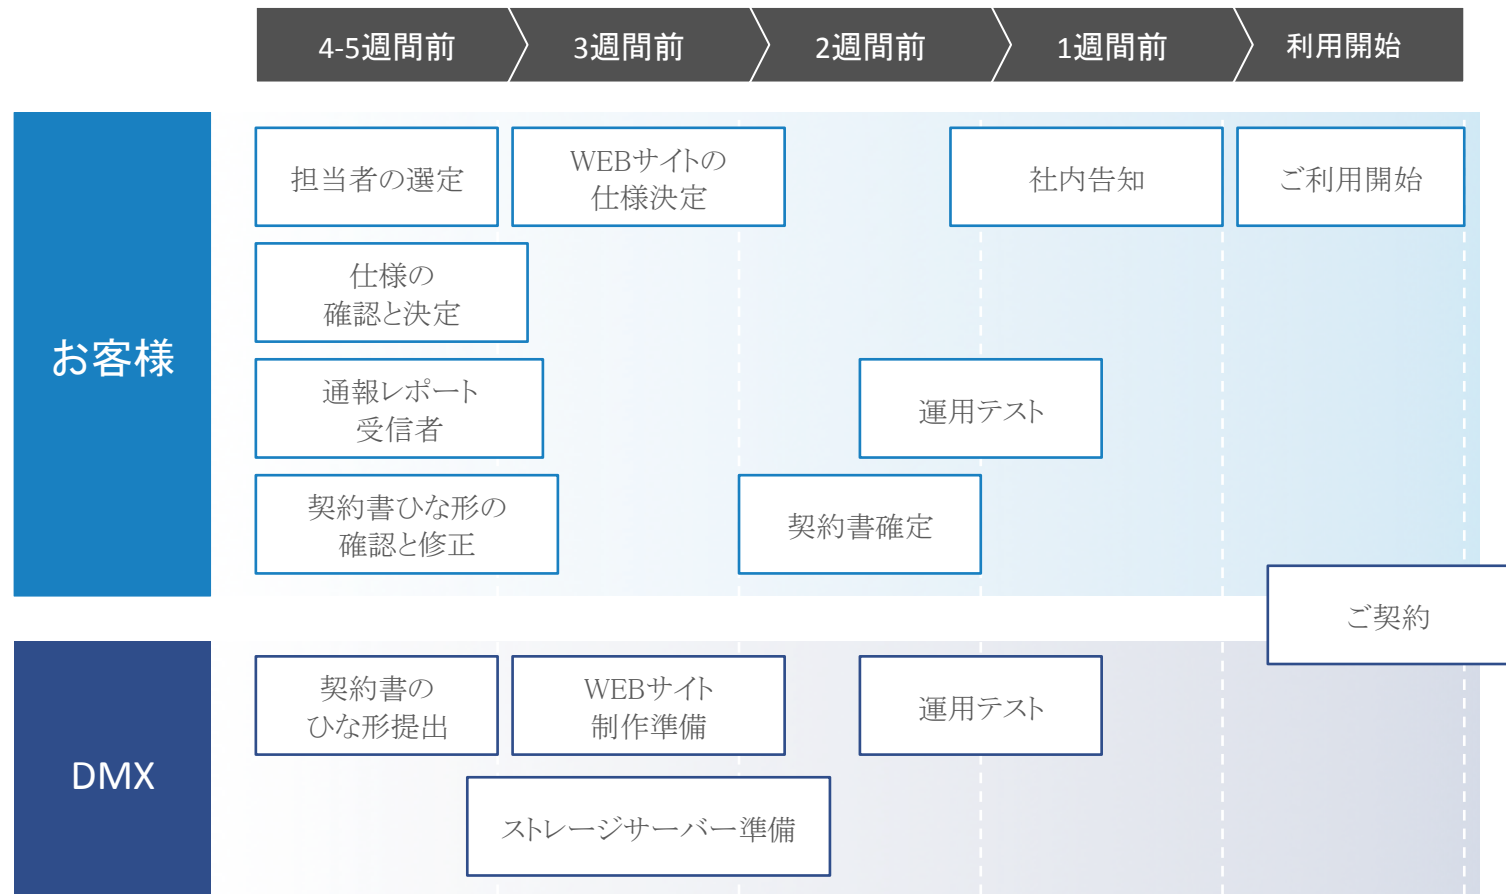 4-5週間前
3週間前
2週間前
1週間前
利用開始
お客様
担当者の選定
WEBサイトの
仕様決定
社内告知
ご利用開始
仕様の
確認と決定
通報レポート
受信者
運用テスト
契約書ひな形の
確認と修正
契約書確定
ご契約
DMX
契約書の
ひな形提出
WEBサイト
制作準備
運用テスト
ストレージサーバー準備